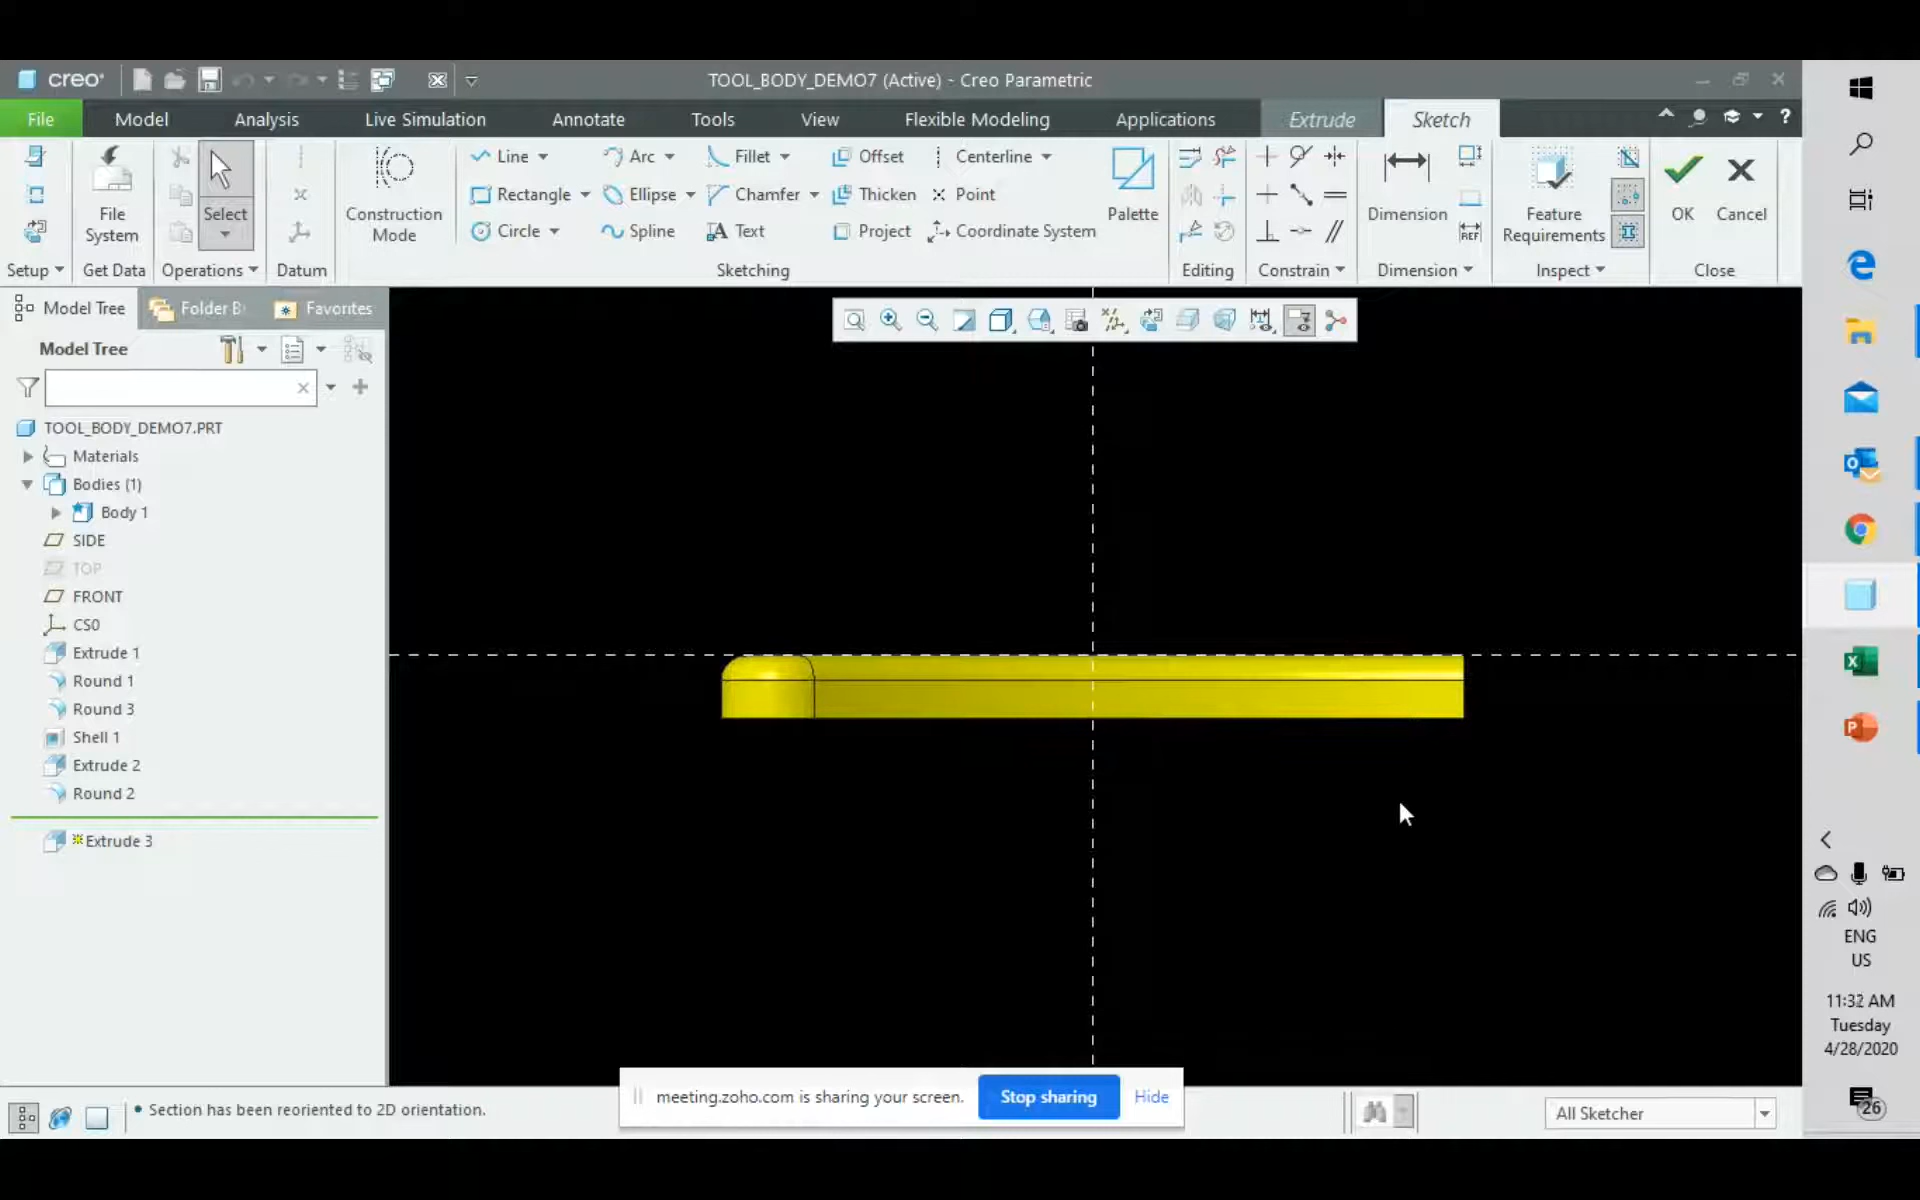 creo
TOOL_BODY_DEMO7 (Active) - Creo Parametric
File Model Analysis Live Simulation Annotate Tools View Flexible Modeling Applications Extrude Sketch
Line Arc Fillet Offset Centerline
Rectangle Ellipse Chamfer Thicken Point
Circle Spline Text Project Coordinate System
File System
Select
Construction Mode
Palette
Dimension
REF
Feature Requirements
OK Cancel
Setup Get Data Operations Datum Sketching Editing Constrain Dimension Inspect Close
Model Tree Folder B Favorites
Model Tree
TOOL_BODY_DEMO7.PRT
Materials
Bodies (1)
Body 1
SIDE
TOP
FRONT
CS0
Extrude 1
Round 1
Round 3
Shell 1
Extrude 2
Round 2
Extrude 3
ENG
US
11:32 AM
Tuesday
4/28/2020
26
meeting.zoho.com is sharing your screen. Stop sharing Hide
Section has been reoriented to 2D orientation.
All Sketcher